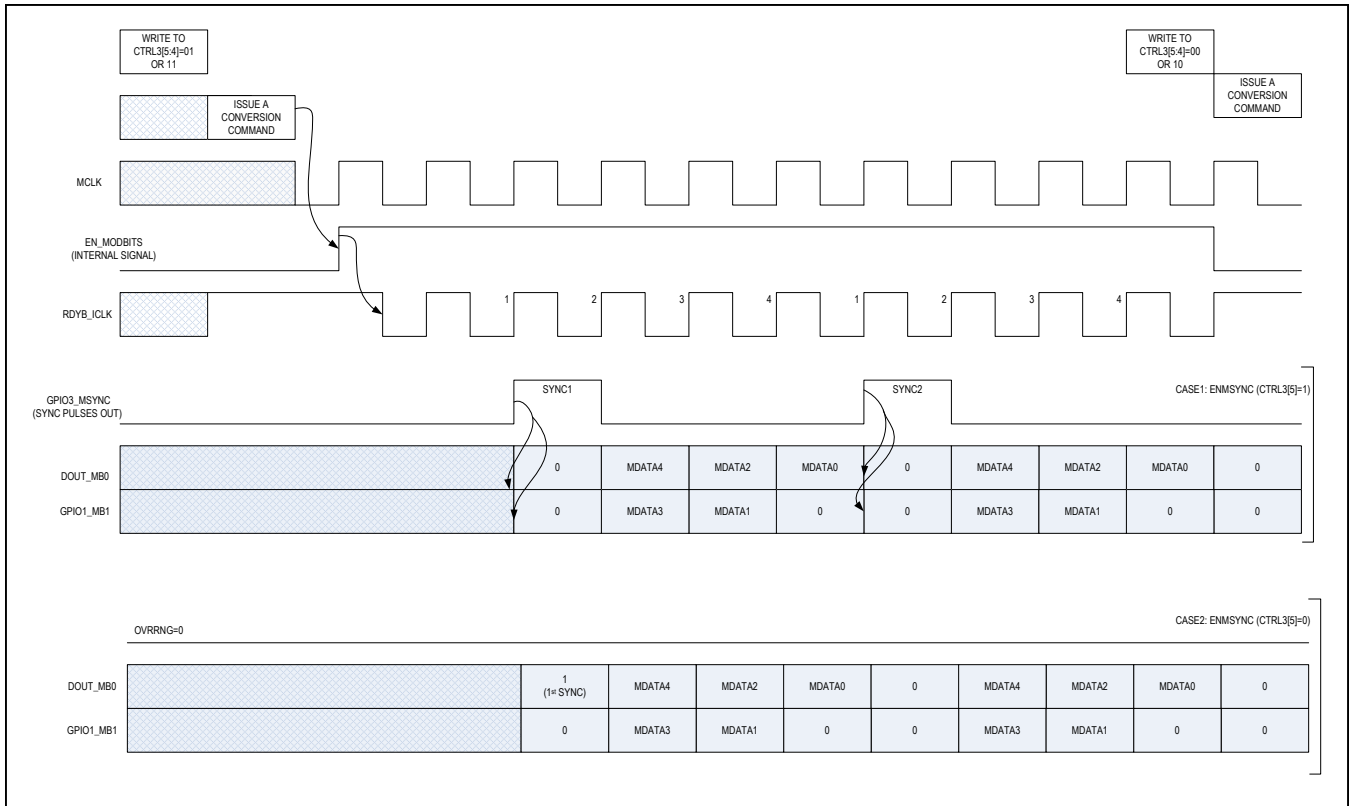 WRITE TO
CTRL3[5:4]=01
OR 11
WRITE TO
CTRL3[5:4]=00
OR 10
ISSUE A
CONVERSION
COMMAND
ISSUE A
CONVERSION
COMMAND
MCLK
EN_MODBITS
(INTERNAL SIGNAL)
RDYB_ICLK
1 2 3 4 1 2 3 4
GPIO3_MSYNC
(SYNC PULSES OUT)
SYNC1 SYNC2
CASE1: ENMSYNC (CTRL3[5]=1)
DOUT_MB0 0 MDATA4 MDATA2 MDATA0 0 MDATA4 MDATA2 MDATA0 0
GPIO1_MB1 0 MDATA3 MDATA1 0 0 MDATA3 MDATA1 0 0
OVRRNG=0
CASE2: ENMSYNC (CTRL3[5]=0)
DOUT_MB0 1 (1st SYNC) MDATA4 MDATA2 MDATA0 0 MDATA4 MDATA2 MDATA0 0
GPIO1_MB1 0 MDATA3 MDATA1 0 0 MDATA3 MDATA1 0 0